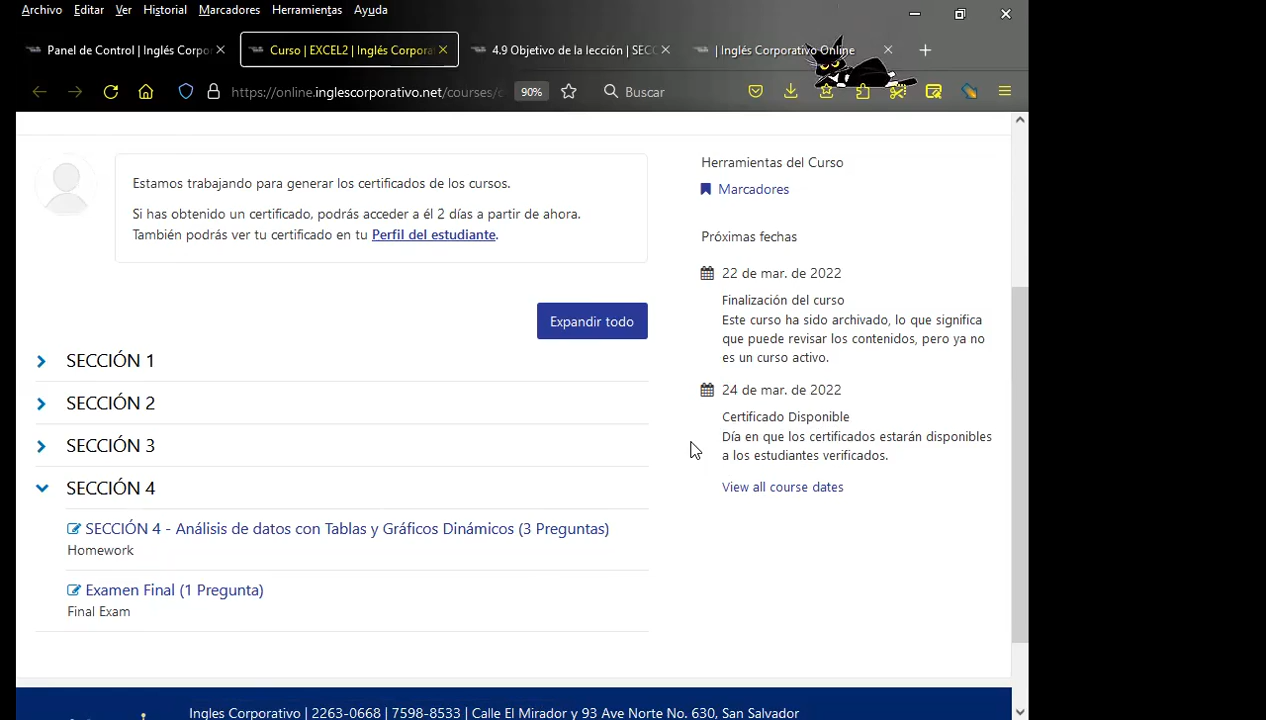 Archivo Editar Ver Historial Marcadores Herramientas Ayuda
Panel de Control | Inglés Corpor
Curso | EXCEL2 | Inglés Corporat
4.9 Objetivo de la lección | SECC
| Inglés Corporativo Online
https://online.inglescorporativo.net/courses/c
90%
Buscar
Estamos trabajando para generar los certificados de los cursos.
Si has obtenido un certificado, podrás acceder a él 2 días a partir de ahora.
También podrás ver tu certificado en tu Perfil del estudiante.
Expandir todo
SECCIÓN 1
SECCIÓN 2
SECCIÓN 3
SECCIÓN 4
SECCIÓN 4 - Análisis de datos con Tablas y Gráficos Dinámicos (3 Preguntas)
Homework
Examen Final (1 Pregunta)
Final Exam
Herramientas del Curso
Marcadores
Próximas fechas
22 de mar. de 2022
Finalización del curso
Este curso ha sido archivado, lo que significa
que puede revisar los contenidos, pero ya no
es un curso activo.
24 de mar. de 2022
Certificado Disponible
Día en que los certificados estarán disponibles
a los estudiantes verificados.
View all course dates
Ingles Corporativo | 2263-0668 | 7598-8533 | Calle El Mirador y 93 Ave Norte No. 630, San Salvador